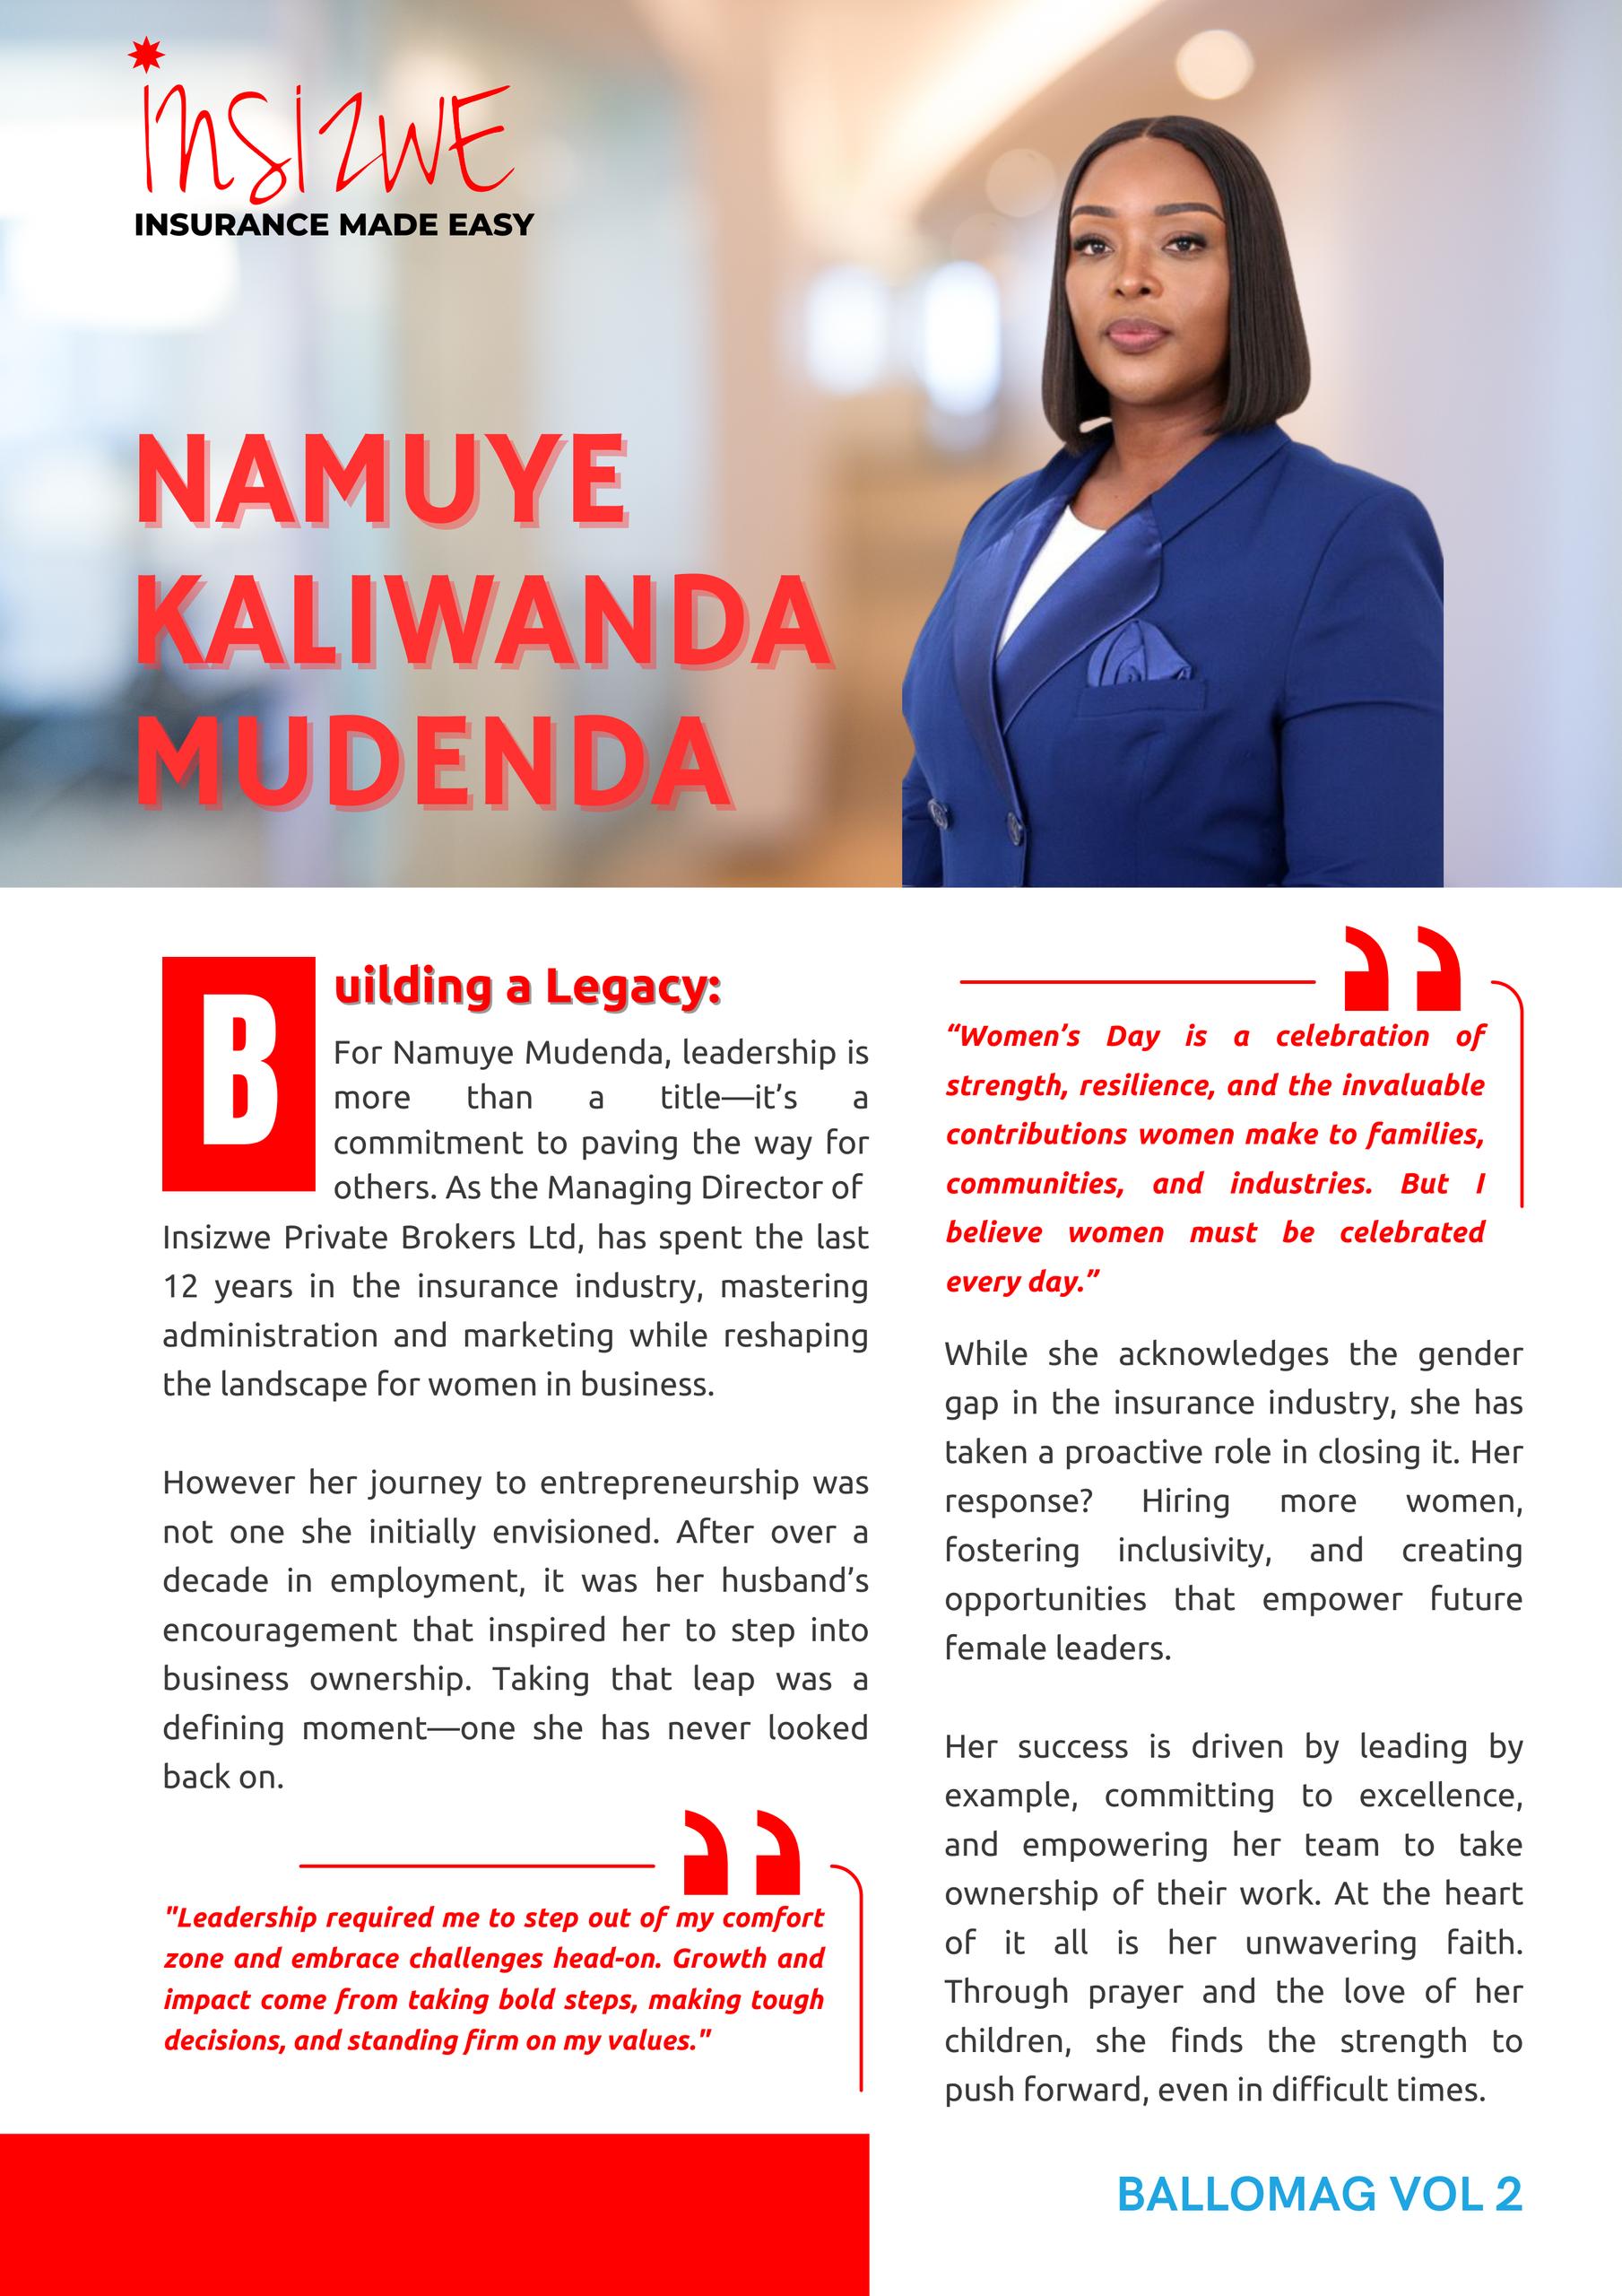 insizwe
INSURANCE MADE EASY
NAMUYE
KALIWANDA
MUDENDA
Building a Legacy:
For Namuye Mudenda, leadership is
more than a title—it’s a
commitment to paving the way for
others. As the Managing Director of
Insizwe Private Brokers Ltd, has spent the last
12 years in the insurance industry, mastering
administration and marketing while reshaping
the landscape for women in business.
However her journey to entrepreneurship was
not one she initially envisioned. After over a
decade in employment, it was her husband’s
encouragement that inspired her to step into
business ownership. Taking that leap was a
defining moment—one she has never looked
back on.
"Leadership required me to step out of my comfort
zone and embrace challenges head-on. Growth and
impact come from taking bold steps, making tough
decisions, and standing firm on my values."
“Women’s Day is a celebration of
strength, resilience, and the invaluable
contributions women make to families,
communities, and industries. But I
believe women must be celebrated
every day.”
While she acknowledges the gender
gap in the insurance industry, she has
taken a proactive role in closing it. Her
response? Hiring more women,
fostering inclusivity, and creating
opportunities that empower future
female leaders.
Her success is driven by leading by
example, committing to excellence,
and empowering her team to take
ownership of their work. At the heart
of it all is her unwavering faith.
Through prayer and the love of her
children, she finds the strength to
push forward, even in difficult times.
BALLOMAG VOL 2